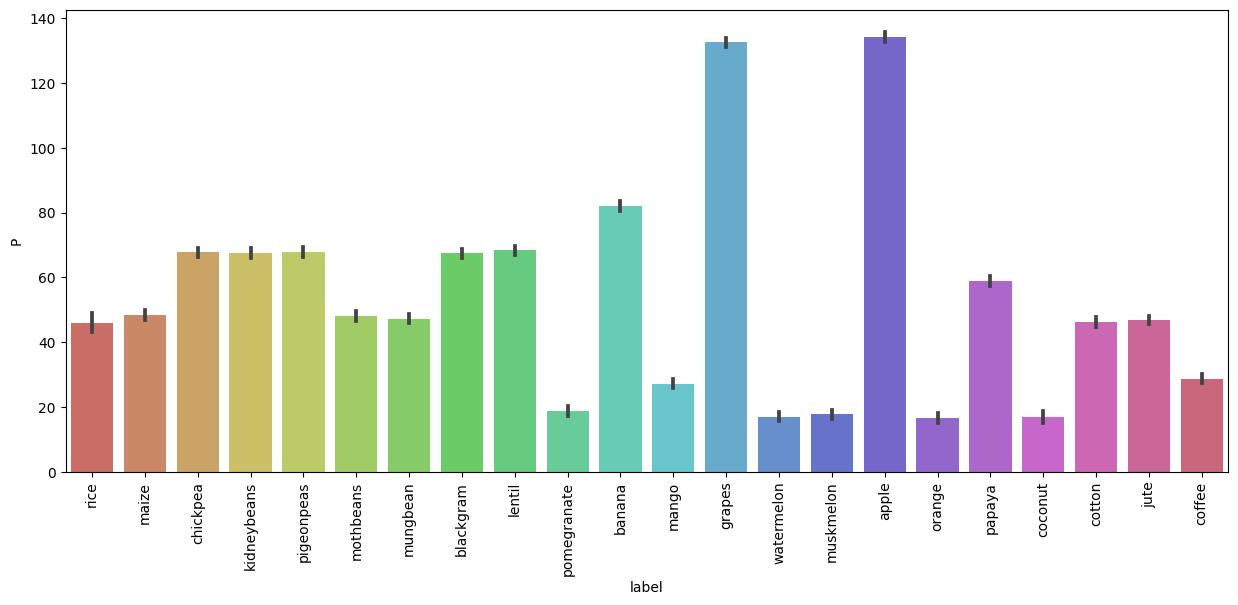 140
120
100
80
60
40
20
0
P
rice
maize
chickpea
kidneybeans
pigeonpeas
mothbeans
mungbean
blackgram
lentil
pomegranate
banana
mango
grapes
watermelon
muskmelon
apple
orange
papaya
coconut
cotton
jute
coffee
label